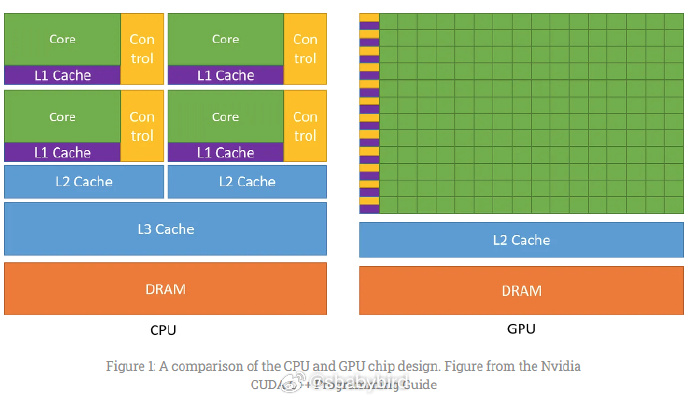 Core
Con
trol
Core
Con
trol
L1 Cache
L1 Cache
Core
Con
trol
Core
Con
trol
L1 Cache
L1 Cache
L2 Cache
L2 Cache
L3 Cache
DRAM
CPU
L2 Cache
DRAM
GPU
Figure 1: A comparison of the CPU and GPU chip design. Figure from the Nvidia
CUDA C++ Programming Guide